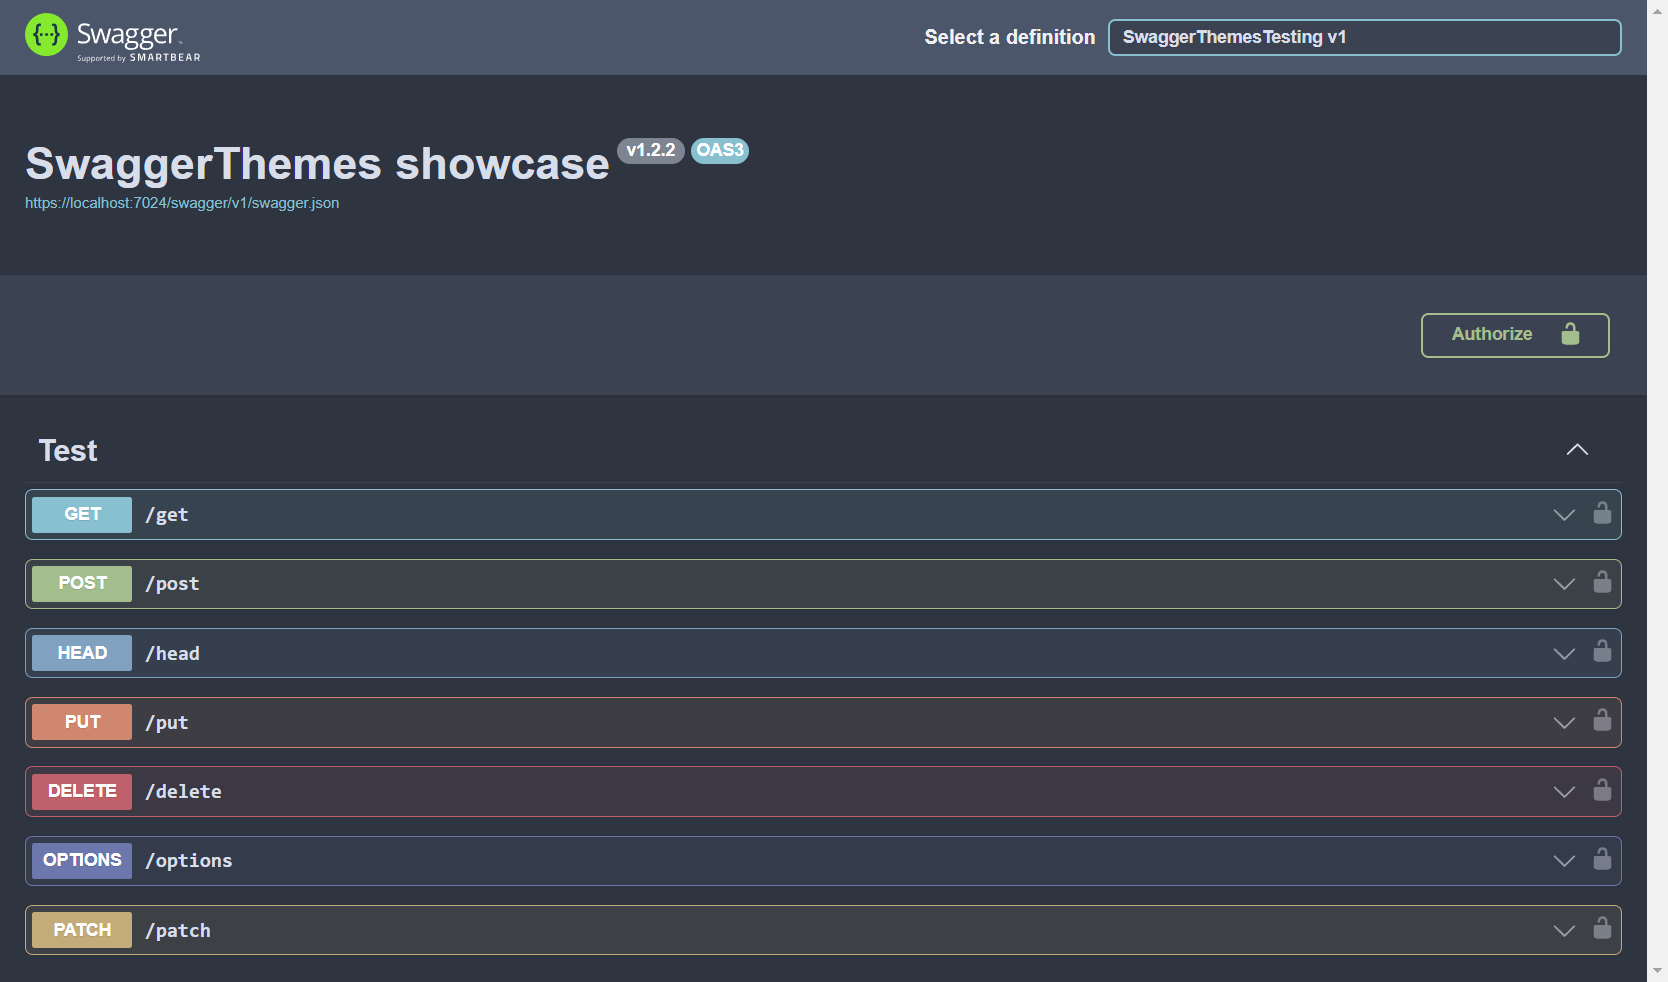 Swagger
Supported by SMARTBEAR
Select a definition
SwaggerThemesTesting v1
SwaggerThemes showcase v1.2.2 OAS3
https://localhost:7024/swagger/v1/swagger.json
Authorize
Test
GET /get
POST /post
HEAD /head
PUT /put
DELETE /delete
OPTIONS /options
PATCH /patch